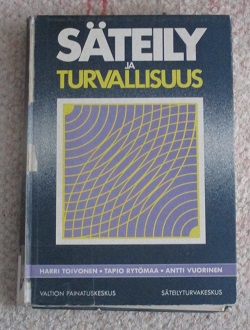 SÄTEILY
JA
TURVALLISUUS
HARRI TOIVONEN • TAPIO RYTÖMAA • ANTTI VUORINEN
VALTION PAINATUSKESKUS SÄTEILYTURVAKESKUS